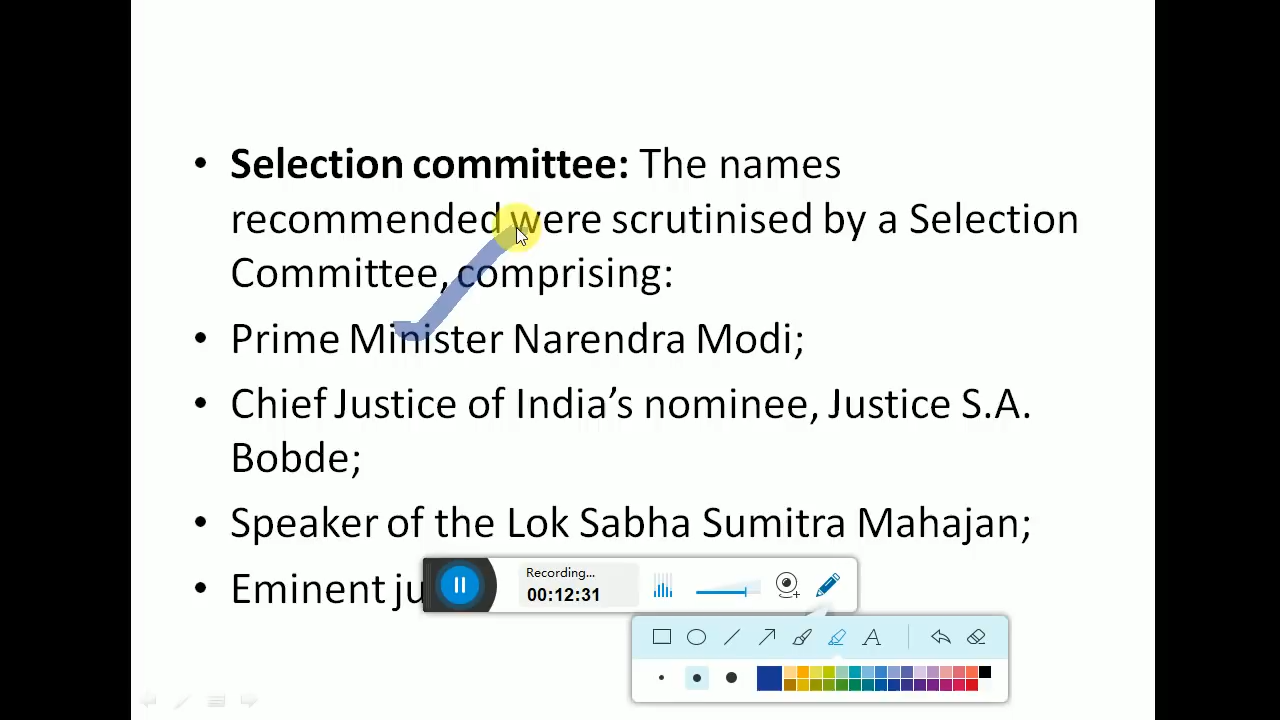 • Selection committee: The names
recommended were scrutinised by a Selection
Committee, comprising:
• Prime Minister Narendra Modi;
• Chief Justice of India’s nominee, Justice S.A.
Bobde;
• Speaker of the Lok Sabha Sumitra Mahajan;
• Eminent
Recording...
00:12:31
A